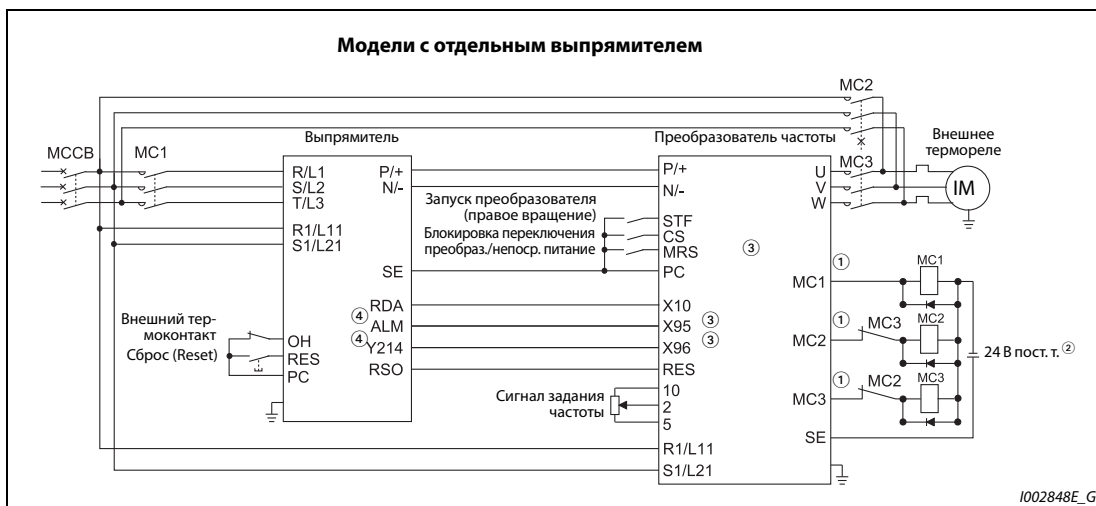 Модели с отдельным выпрямителем
MC2
Выпрямитель
Преобразователь частоты
Внешнее
термореле
MCCB
MC1
R/L1
S/L2
T/L3
R1/L11
S1/L21
P/+
N/-
SE
Запуск преобразователя
(правое вращение)
Блокировка переключения
преобраз./непоср. питание
P/+
N/-
STF
CS
MRS
PC
③
U
V
W
MC3
IM
RDA
④
ALM
④
Y214
RSO
X10
X95
③
X96
③
RES
Внешний тер-
моконтакт
Сброс (Reset)
OH
RES
PC
Сигнал задания
частоты
10
2
5
R1/L11
S1/L21
①
MC1
MC1
①
MC2
MC3
MC2
①
MC3
MC2
MC3
SE
24 В пост. т. ②
I002848E_G